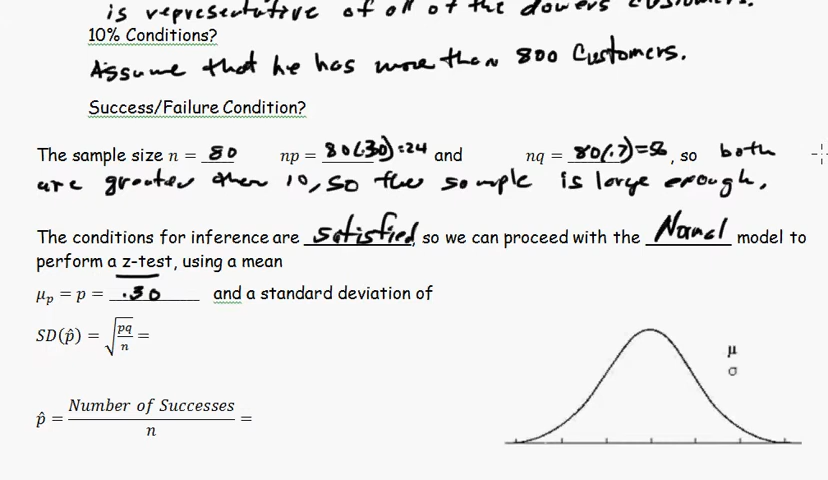 is representative of all of the flowers customers.
10% Conditions?
Assume that he has more than 800 Customers.
Success/Failure Condition?
The sample size n = 80 np = 80(.30)=24 and nq = 80(.7)=56, so both
are greater then 10, so the sample is large enough.
The conditions for inference are satisfied, so we can proceed with the Normal model to
perform a z-test, using a mean
μₚ = p = .30 and a standard deviation of
SD(p̂) = √(pq/n) =
μ
σ
p̂ = Number of Successes / n =